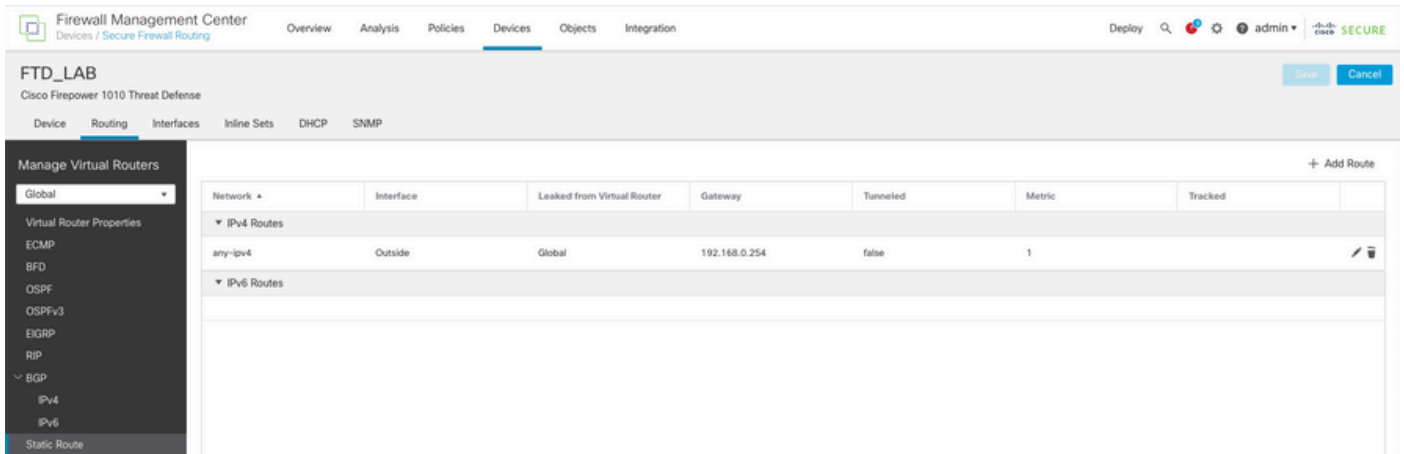 Firewall Management Center
Devices / Secure Firewall Routing
Overview Analysis Policies Devices Objects Integration
Deploy admin cisco SECURE
FTD_LAB
Save Cancel
Cisco Firepower 1010 Threat Defense
Device Routing Interfaces Inline Sets DHCP SNMP
Manage Virtual Routers
+ Add Route
Global
Network Interface Leaked from Virtual Router Gateway Tunneled Metric Tracked
Virtual Router Properties
IPv4 Routes
ECMP
any-ipv4 Outside Global 192.168.0.254 false 1
BFD
IPv6 Routes
OSPF
OSPFv3
EIGRP
RIP
BGP
IPv4
IPv6
Static Route